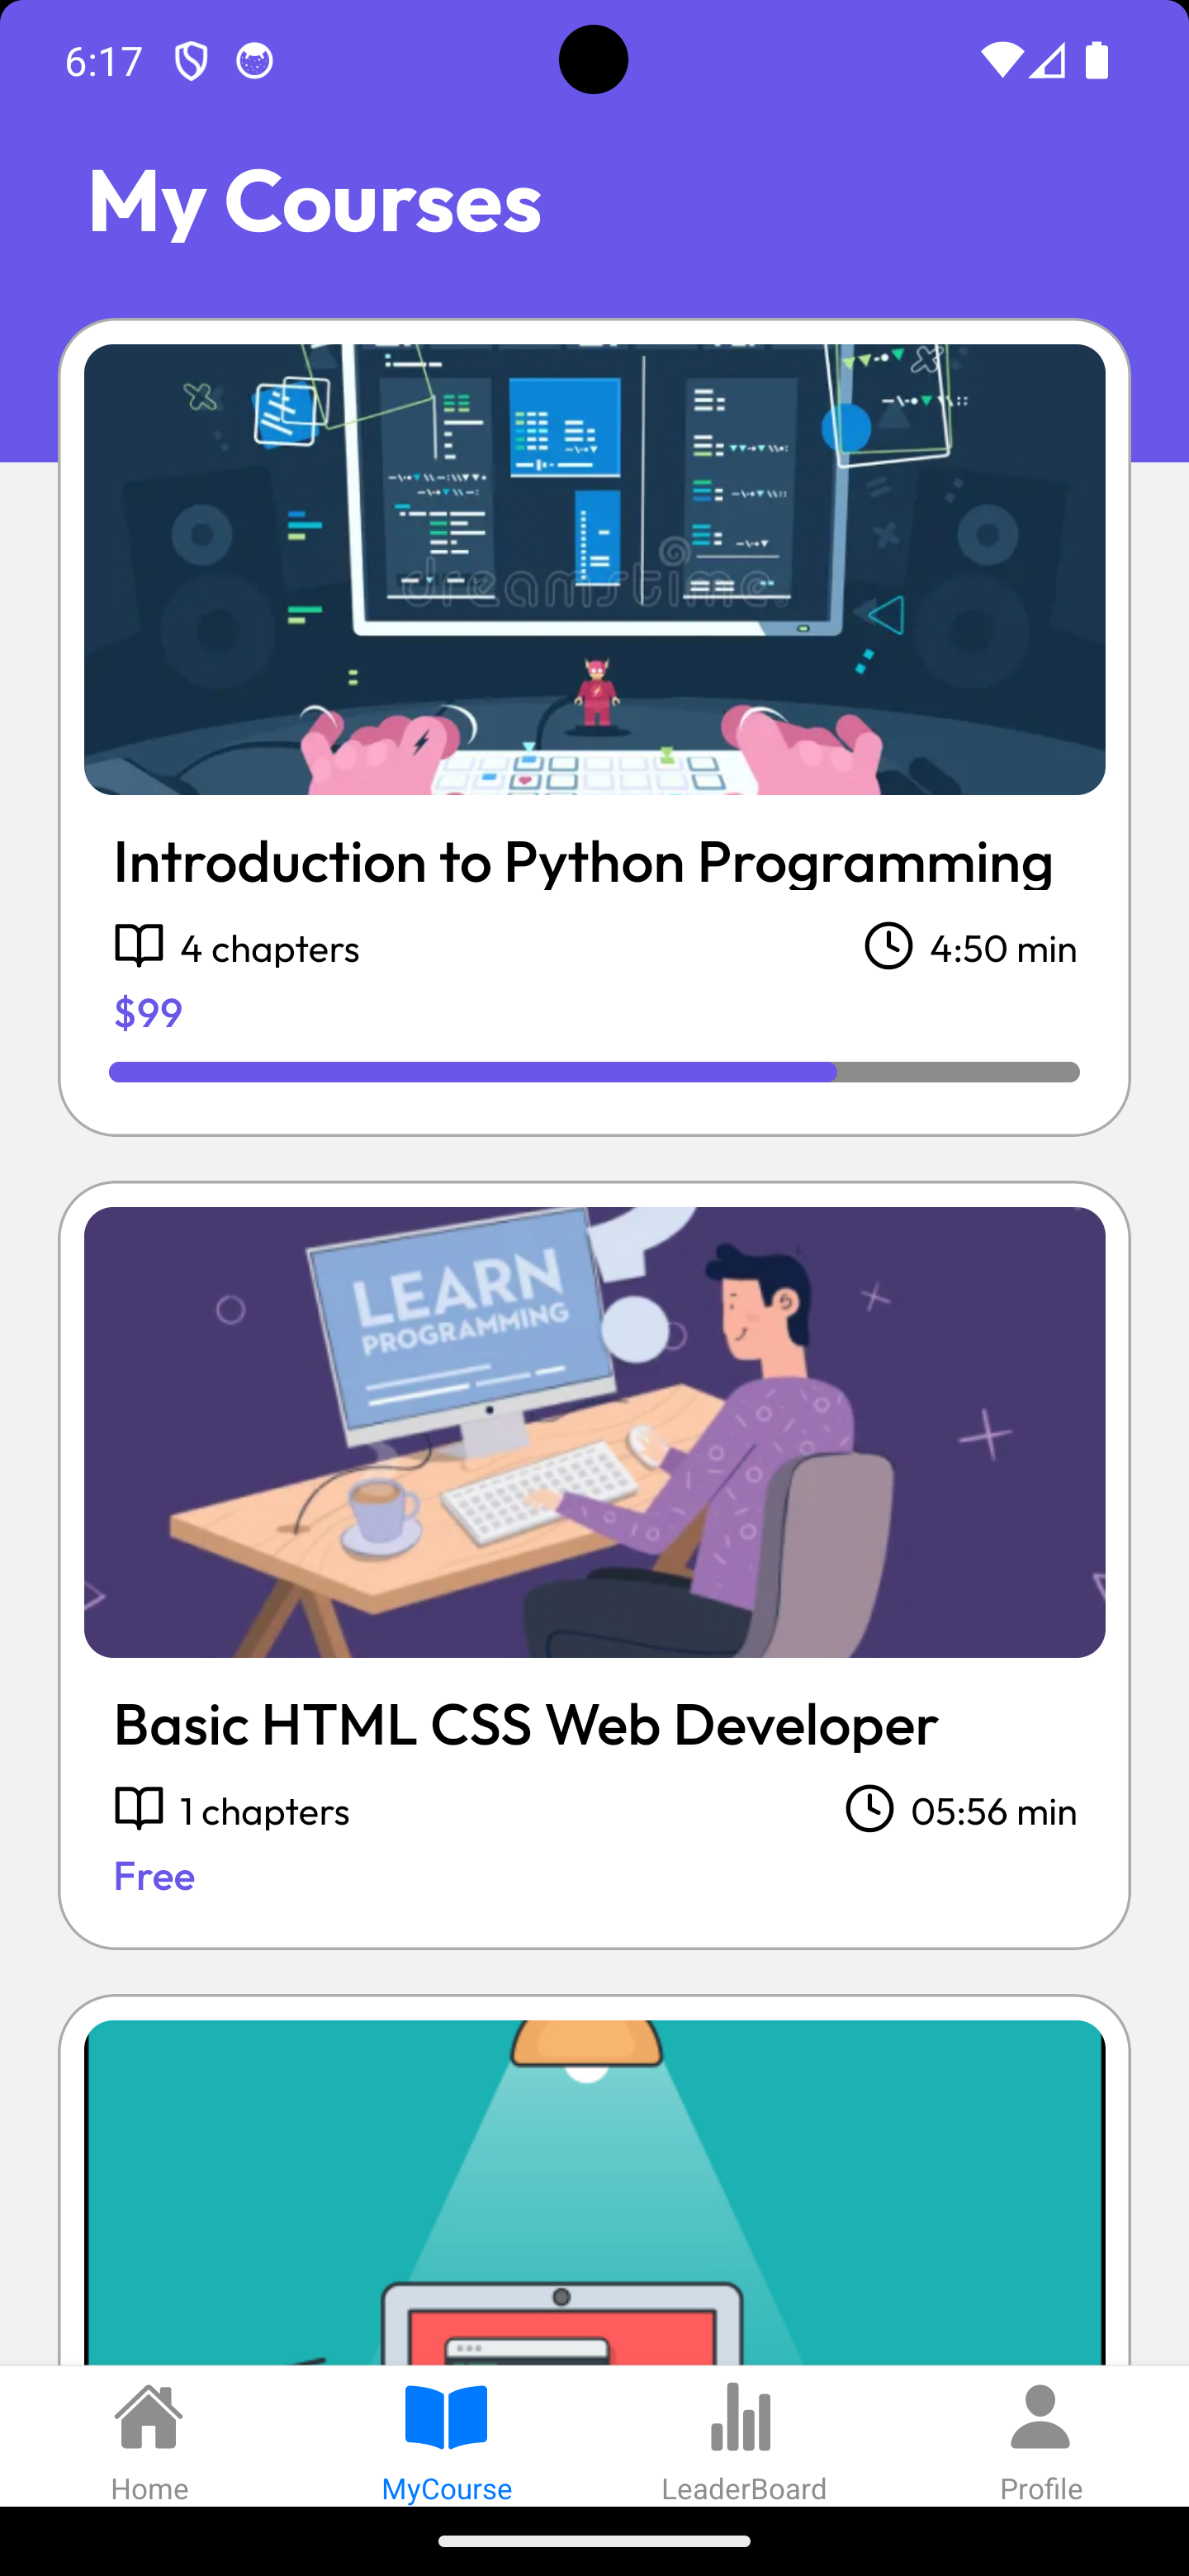 6:17
My Courses
dreamstime
Introduction to Python Programming
4 chapters
4:50 min
$99
LEARN
PROGRAMMING
Basic HTML CSS Web Developer
1 chapters
05:56 min
Free
Home
MyCourse
LeaderBoard
Profile